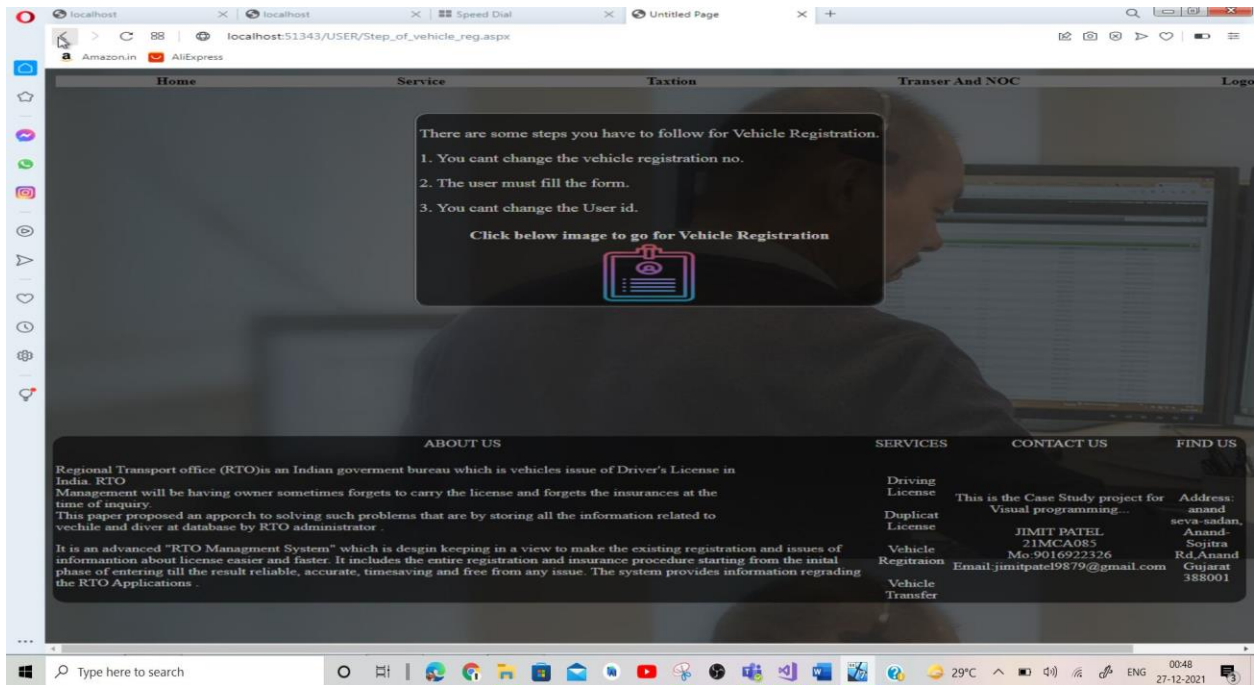 localhost
localhost
Speed Dial
Untitled Page
88
localhost:51343/USER/Step_of_vehicle_reg.aspx
a Amazon.in
AliExpress
Home
Service
Taxtion
Transer And NOC
Logo
There are some steps you have to follow for Vehicle Registration.
1. You cant change the vehicle registration no.
2. The user must fill the form.
3. You cant change the User id.
Click below image to go for Vehicle Registration
ABOUT US
Regional Transport office (RTO)is an Indian goverment bureau which is vehicles issue of Driver's License in
India. RTO
Management will be having owner sometimes forgets to carry the license and forgets the insurances at the
time of inquiry.
This paper proposed an apporch to solving such problems that are by storing all the information related to
vechile and diver at database by RTO administrator .
It is an advanced "RTO Managment System" which is desgin keeping in a view to make the existing registration and issues of
informantion about license easier and faster. It includes the entire registration and insurance procedure starting from the inital
phase of entering till the result reliable, accurate, timesaving and free from any issue. The system provides information regrading
the RTO Applications .
SERVICES
Driving
License
Duplicat
License
Vehicle
Regitraion
Vehicle
Transfer
CONTACT US
This is the Case Study project for
Visual programming...
JIMIT PATEL
21MCA085
Mo:9016922326
Email:jimitpatel9879@gmail.com
FIND US
Address:
anand
seva-sadan,
Anand-
Sojitra
Rd,Anand
Gujarat
388001
Type here to search
29°C
ENG
00:48
27-12-2021
3